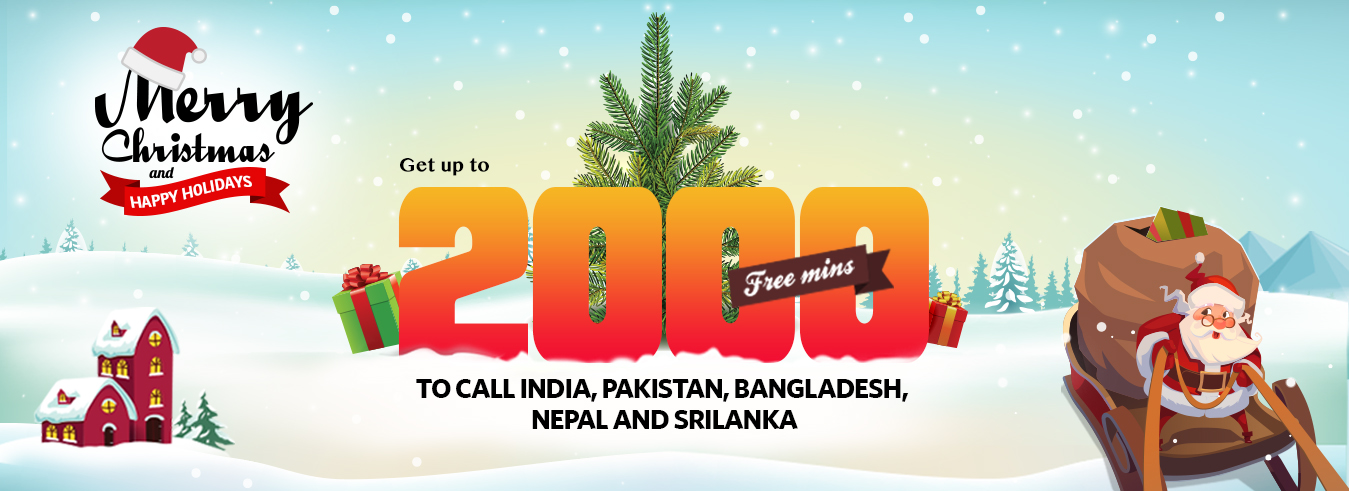 Merry
Christmas
and
HAPPY HOLIDAYS
Get up to
2000
Free mins
TO CALL INDIA, PAKISTAN, BANGLADESH,
NEPAL AND SRILANKA